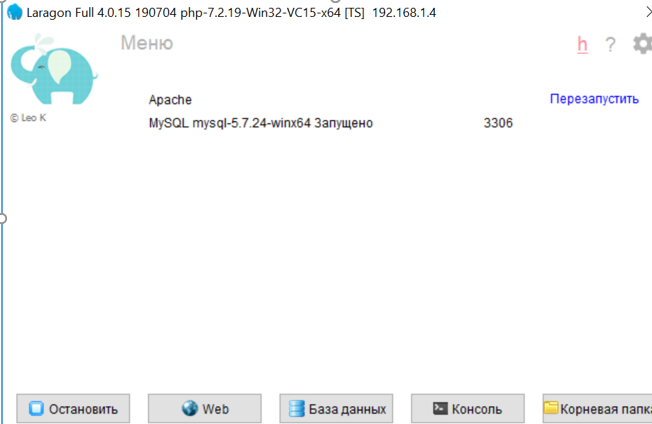 Laragon Full 4.0.15 190704 php-7.2.19-Win32-VC15-x64 [TS] 192.168.1.4
Меню
h ?
Apache Перезапустить
© Leo K
MySQL mysql-5.7.24-winx64 Запущено 3306
Остановить Web База данных Консоль Корневая папка